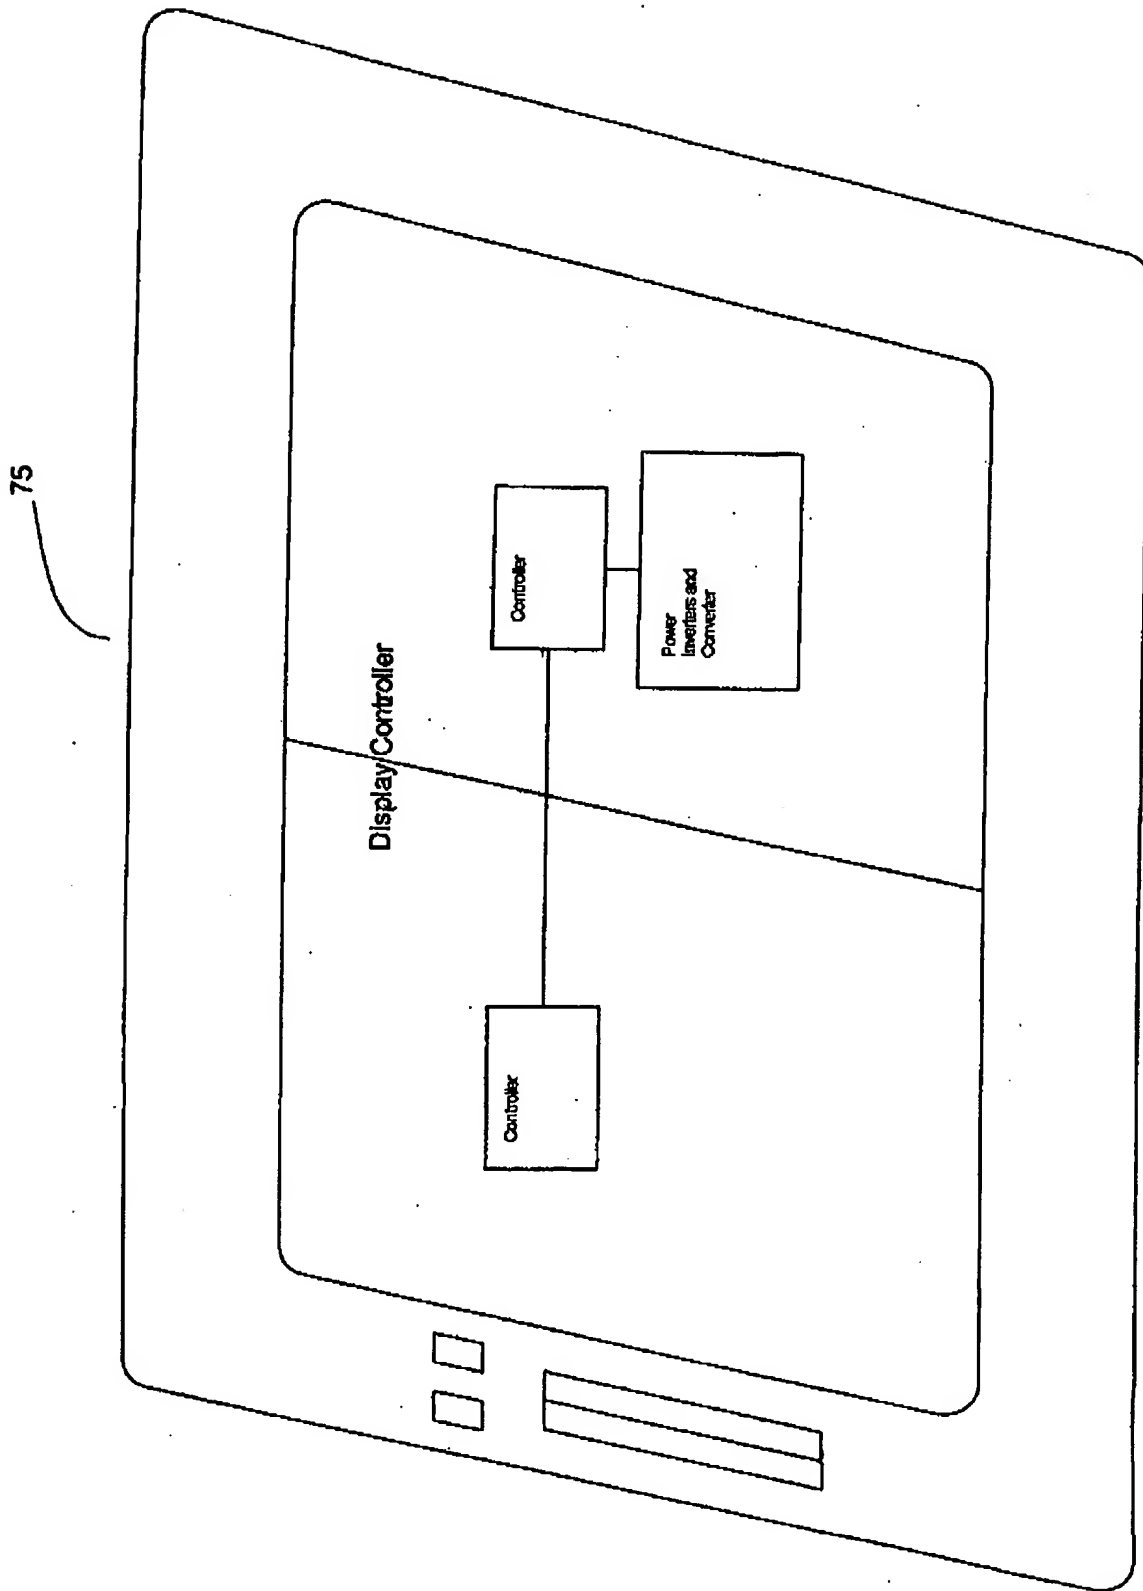 75
Display Controller
Controller
Controller
Power
Inverters and
Converter